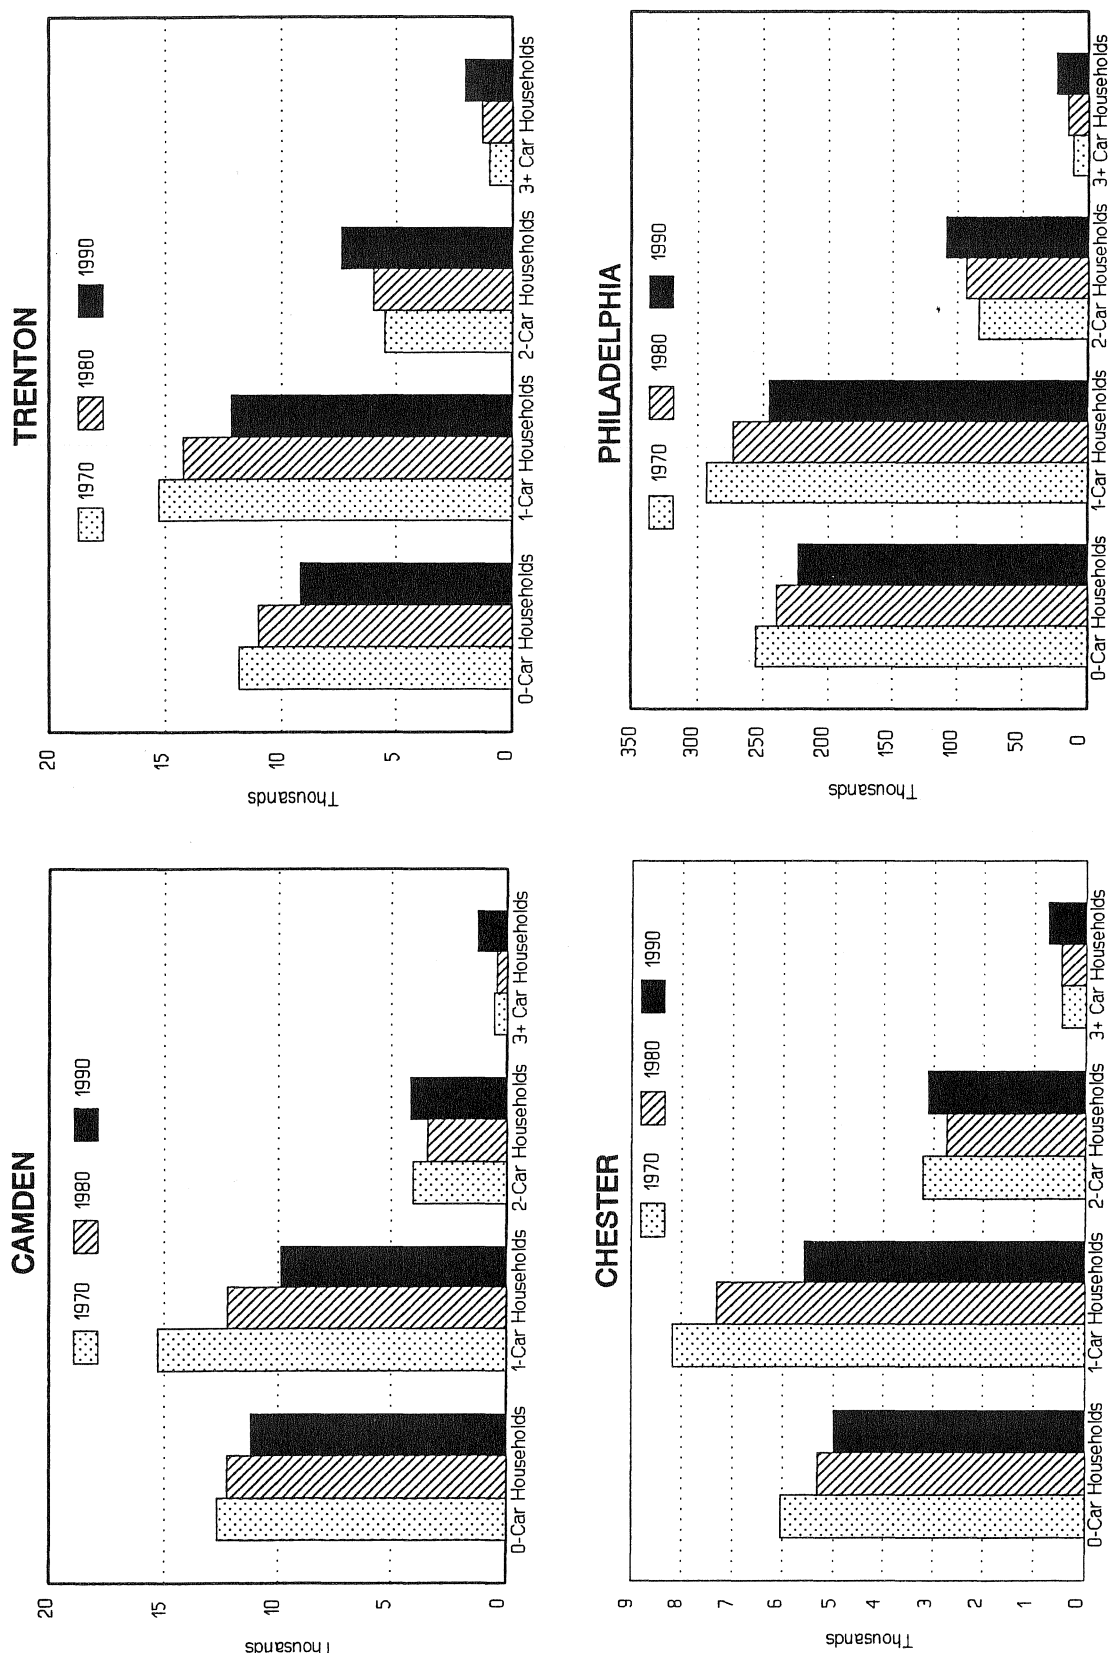 CAMDEN
1970 1980 1990
20
15
10
5
0
Thousands
0-Car Households 1-Car Households 2-Car Households 3+ Car Households
TRENTON
1970 1980 1990
20
15
10
5
0
Thousands
0-Car Households 1-Car Households 2-Car Households 3+ Car Households
CHESTER
1970 1980 1990
9
8
7
6
5
4
3
2
1
0
Thousands
0-Car Households 1-Car Households 2-Car Households 3+ Car Households
PHILADELPHIA
1970 1980 1990
350
300
250
200
150
100
50
0
Thousands
0-Car Households 1-Car Households 2-Car Households 3+ Car Households